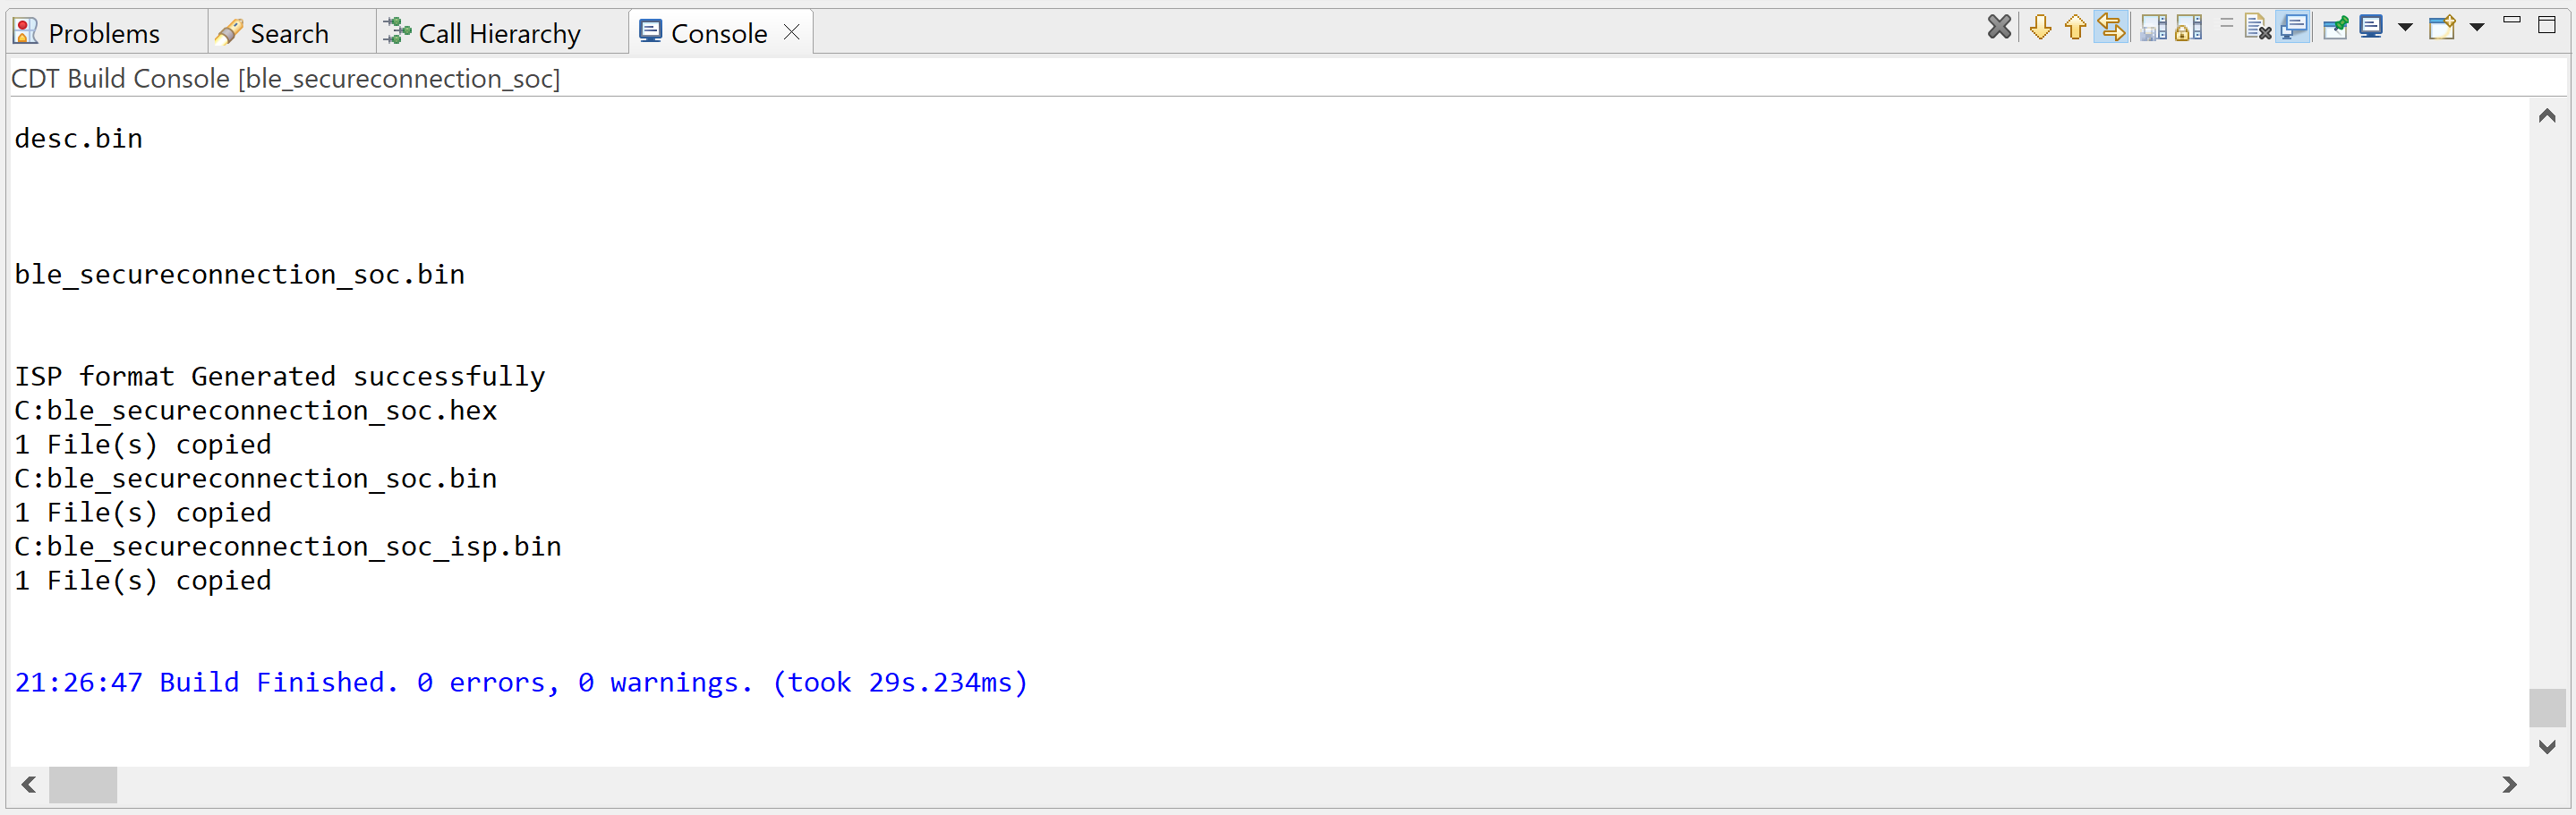 Problems Search Call Hierarchy Console
CDT Build Console [ble_secureconnection_soc]
desc.bin
ble_secureconnection_soc.bin
ISP format Generated successfully
C:ble_secureconnection_soc.hex
1 File(s) copied
C:ble_secureconnection_soc.bin
1 File(s) copied
C:ble_secureconnection_soc_isp.bin
1 File(s) copied
21:26:47 Build Finished. 0 errors, 0 warnings. (took 29s.234ms)